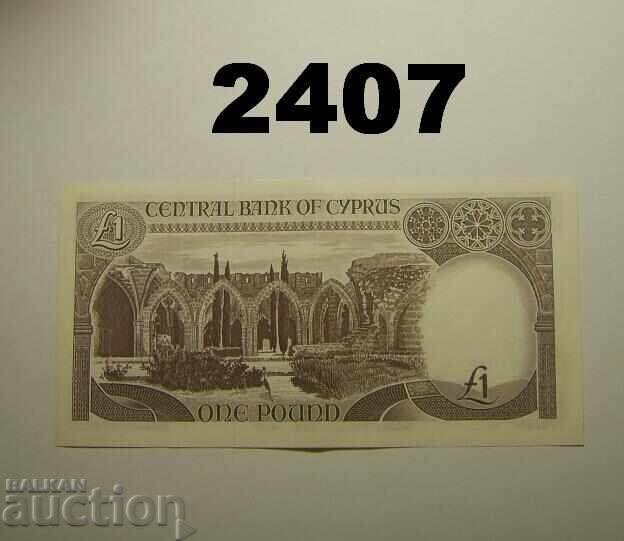 2407
£1
CENTRAL BANK OF CYPRUS
£1
ONE POUND
BALKAN
auction